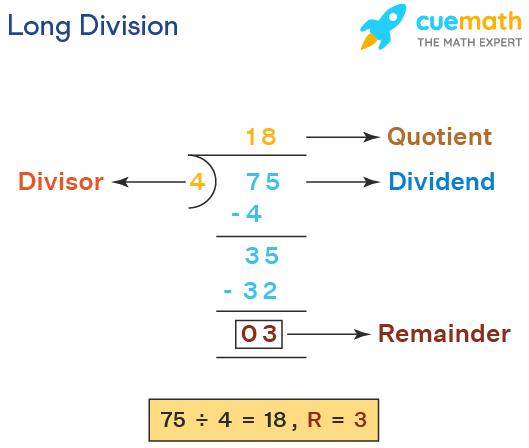 Long Division
cuemath
THE MATH EXPERT
18 Quotient
Divisor 4 75 Dividend
- 4
35
- 32
03 Remainder
75 ÷ 4 = 18, R = 3